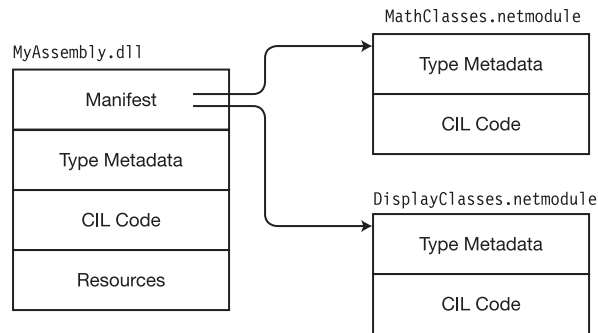 MyAssembly.dll
Manifest
Type Metadata
CIL Code
Resources
MathClasses.netmodule
Type Metadata
CIL Code
DisplayClasses.netmodule
Type Metadata
CIL Code